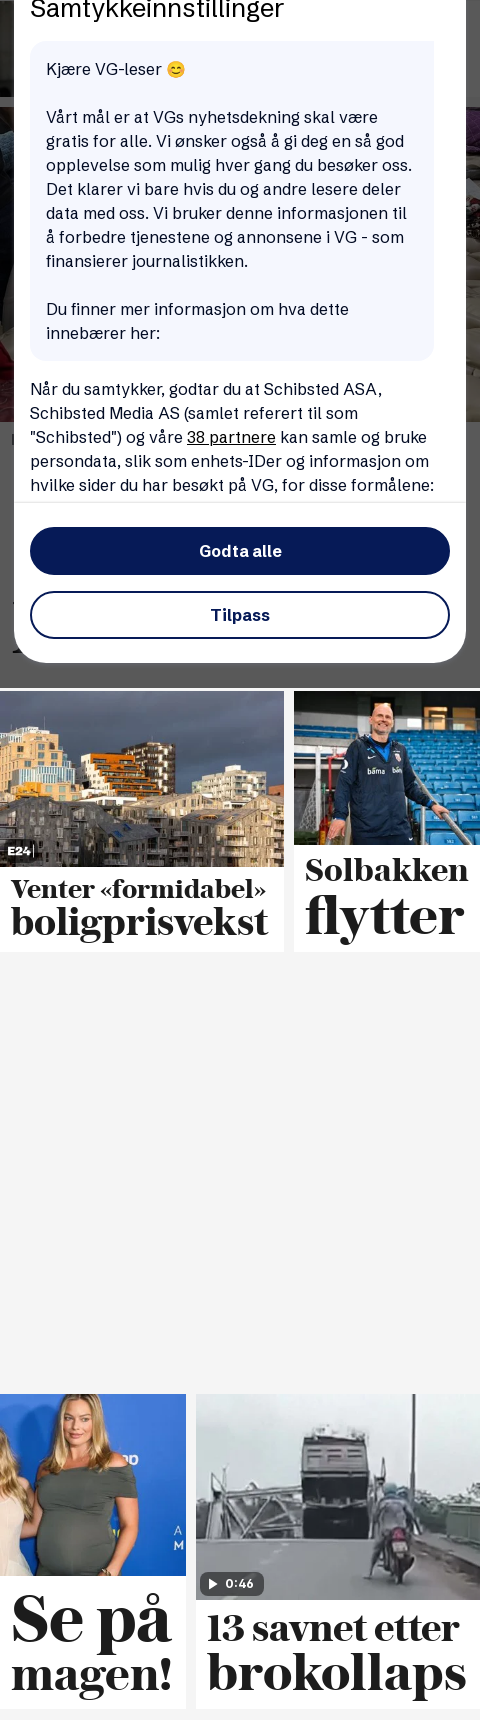 Samtykkeinnstillinger
Kjære VG-leser 😊
Vårt mål er at VGs nyhetsdekning skal være
gratis for alle. Vi ønsker også å gi deg en så god
opplevelse som mulig hver gang du besøker oss.
Det klarer vi bare hvis du og andre lesere deler
data med oss. Vi bruker denne informasjonen til
å forbedre tjenestene og annonsene i VG - som
finansierer journalistikken.
Du finner mer informasjon om hva dette
innebærer her:
Når du samtykker, godtar du at Schibsted ASA,
Schibsted Media AS (samlet referert til som
"Schibsted") og våre 38 partnere kan samle og bruke
persondata, slik som enhets-IDer og informasjon om
hvilke sider du har besøkt på VG, for disse formålene:
Godta alle
Tilpass
bama
E24
Venter «formidabel»
boligprisvekst
Solbakken
flytter
0:46
Se på
magen!
13 savnet etter
brokollaps